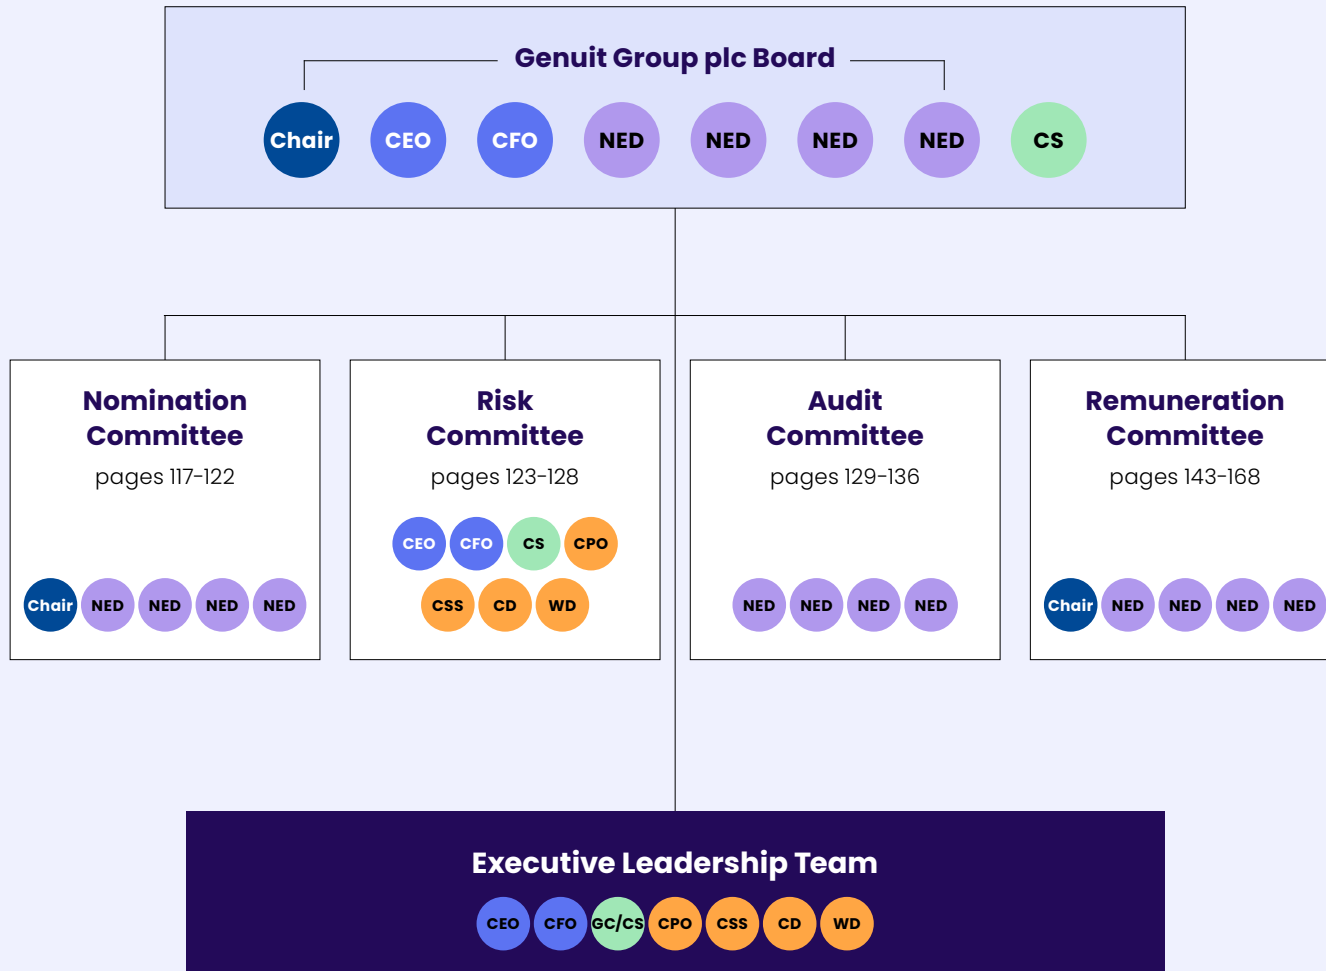 Genuit Group plc Board
Chair CEO CFO NED NED NED NED CS
Nomination
Committee
pages 117-122
Chair NED NED NED NED
Risk
Committee
pages 123-128
CEO CFO CS CPO
CSS CD WD
Audit
Committee
pages 129-136
NED NED NED NED
Remuneration
Committee
pages 143-168
Chair NED NED NED NED
Executive Leadership Team
CEO CFO GC/CS CPO CSS CD WD